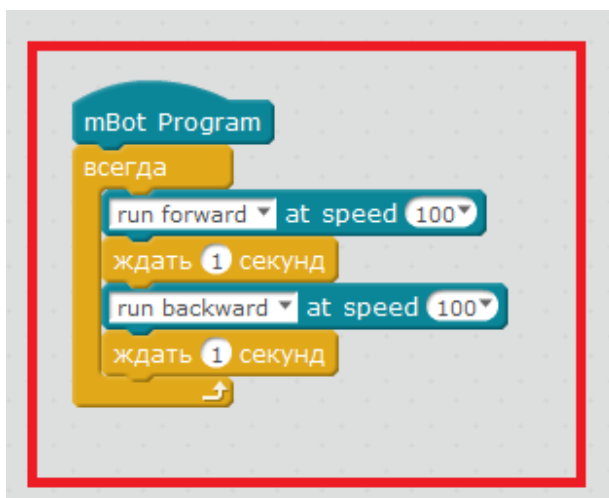 mBot Program
всегда
run forward at speed 100
ждать 1 секунд
run backward at speed 100
ждать 1 секунд